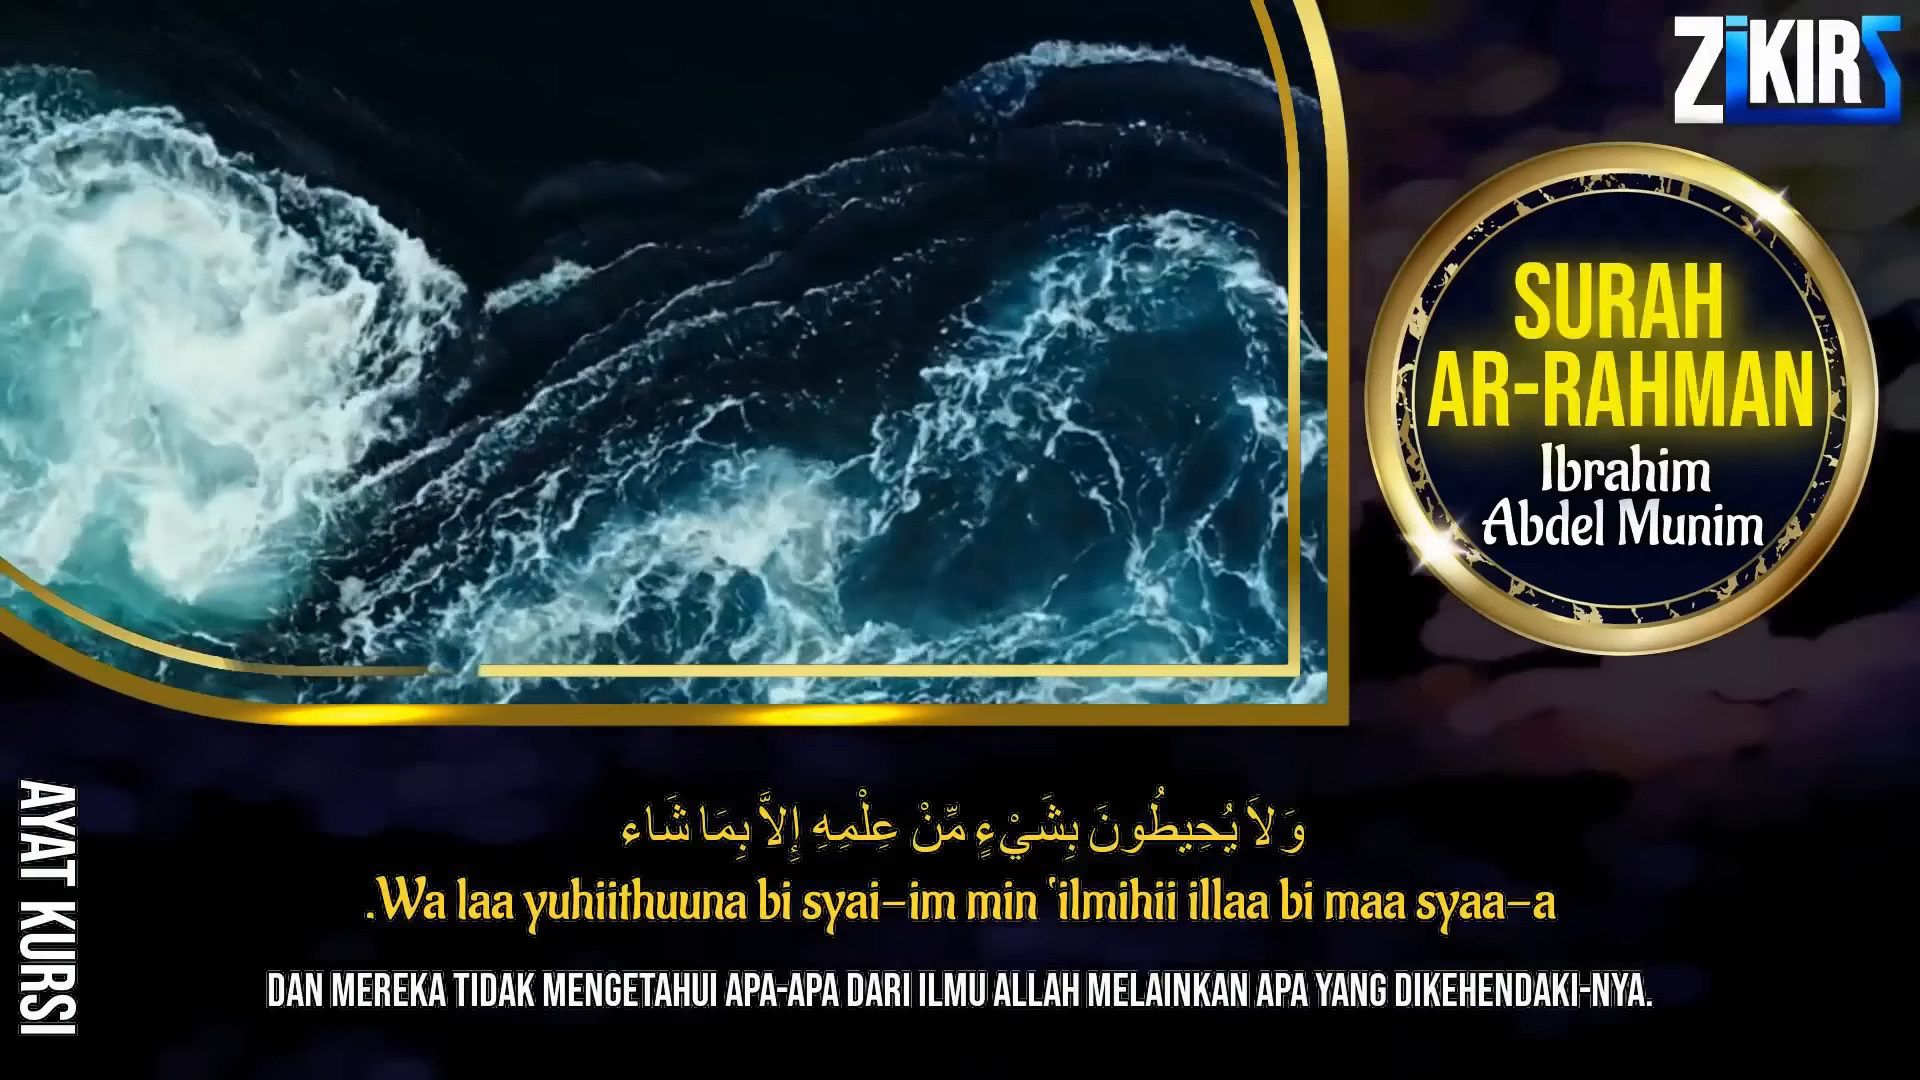 ZiKIRS
SURAH
AR-RAHMAN
Ibrahim
Abdel Munim
AYAT KURSI
وَلاَ يُحِيطُونَ بِشَيْءٍ مِّنْ عِلْمِهِ إِلاَّ بِمَا شَاء
.Wa laa yuhiithuuna bi syai-im min 'ilmihii illaa bi maa syaa-a
DAN MEREKA TIDAK MENGETAHUI APA-APA DARI ILMU ALLAH MELAINKAN APA YANG DIKEHENDAKI-NYA.